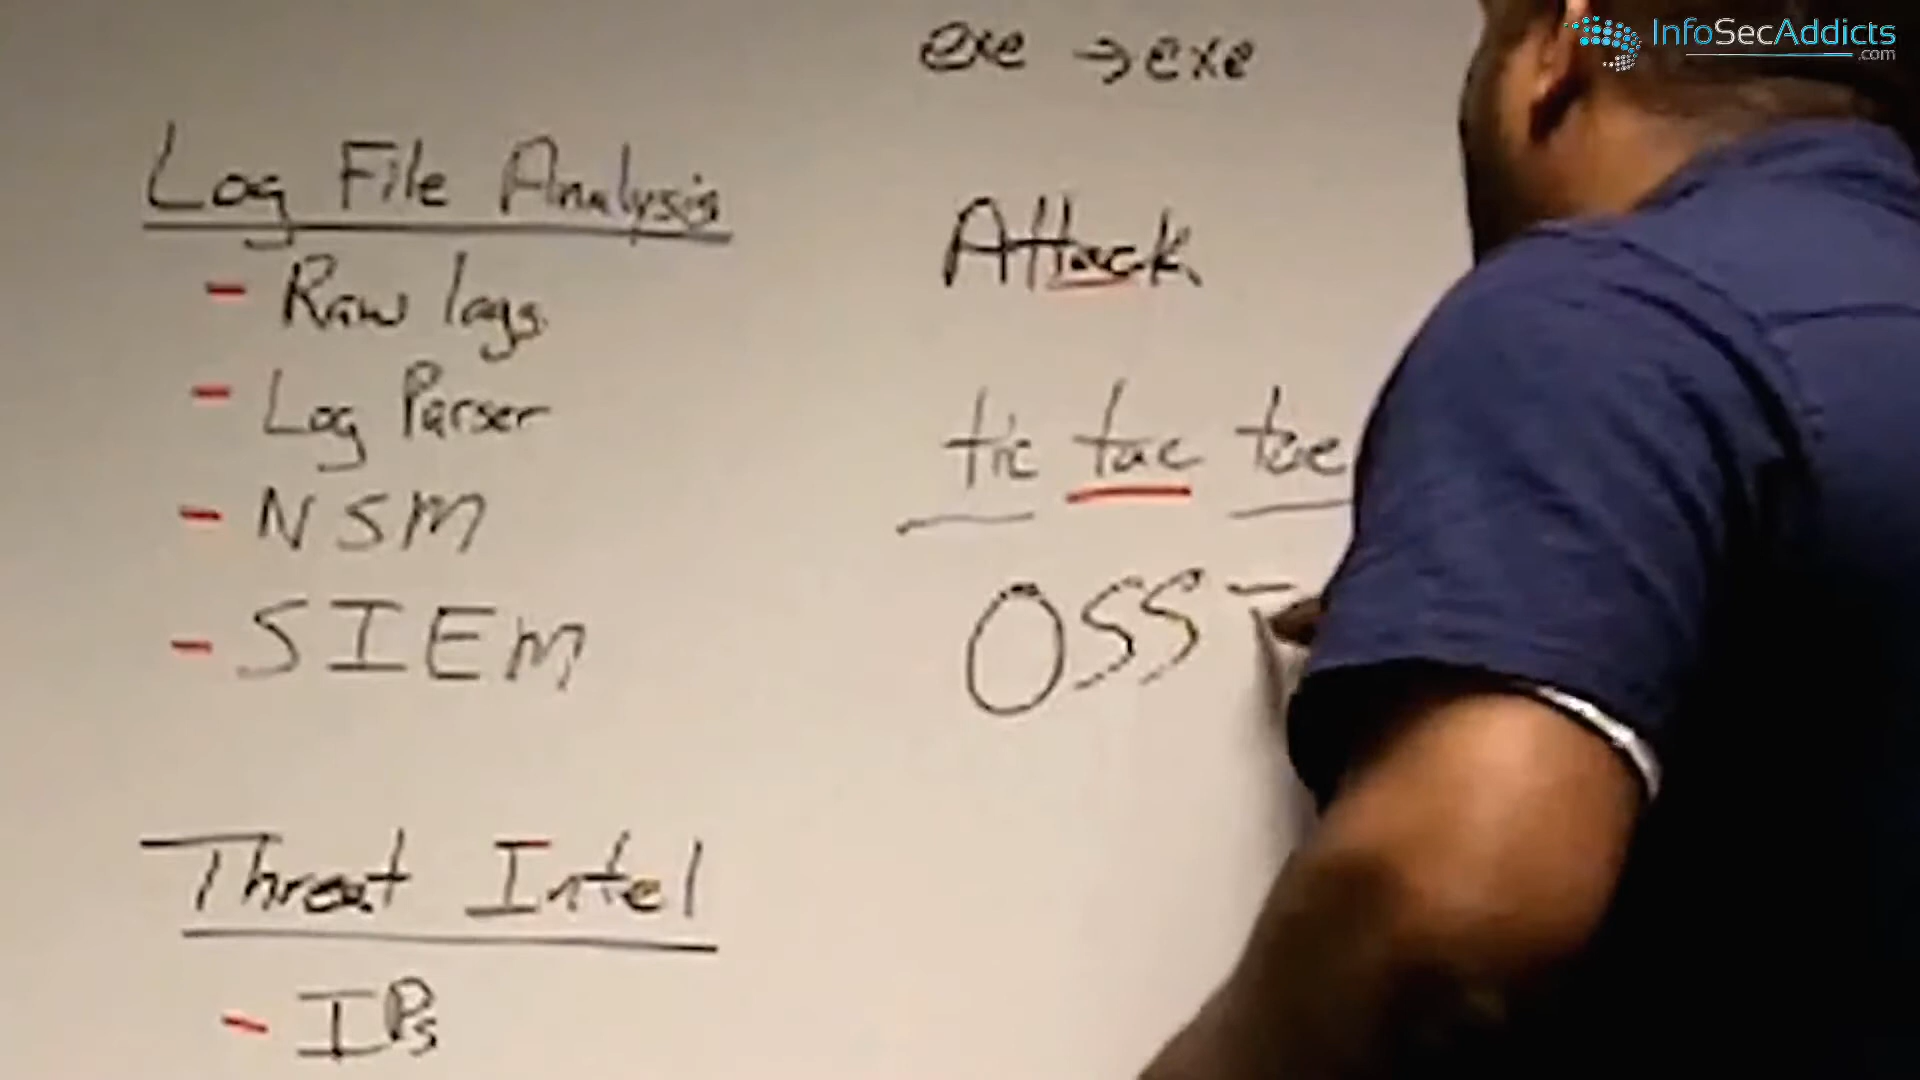 InfoSecAddicts
.com
exe → exe
Log File Analysis
- Raw logs
- Log Parser
- NSM
- SIEM
Threat Intel
- IPs
Attack
tic tac toe
OSS